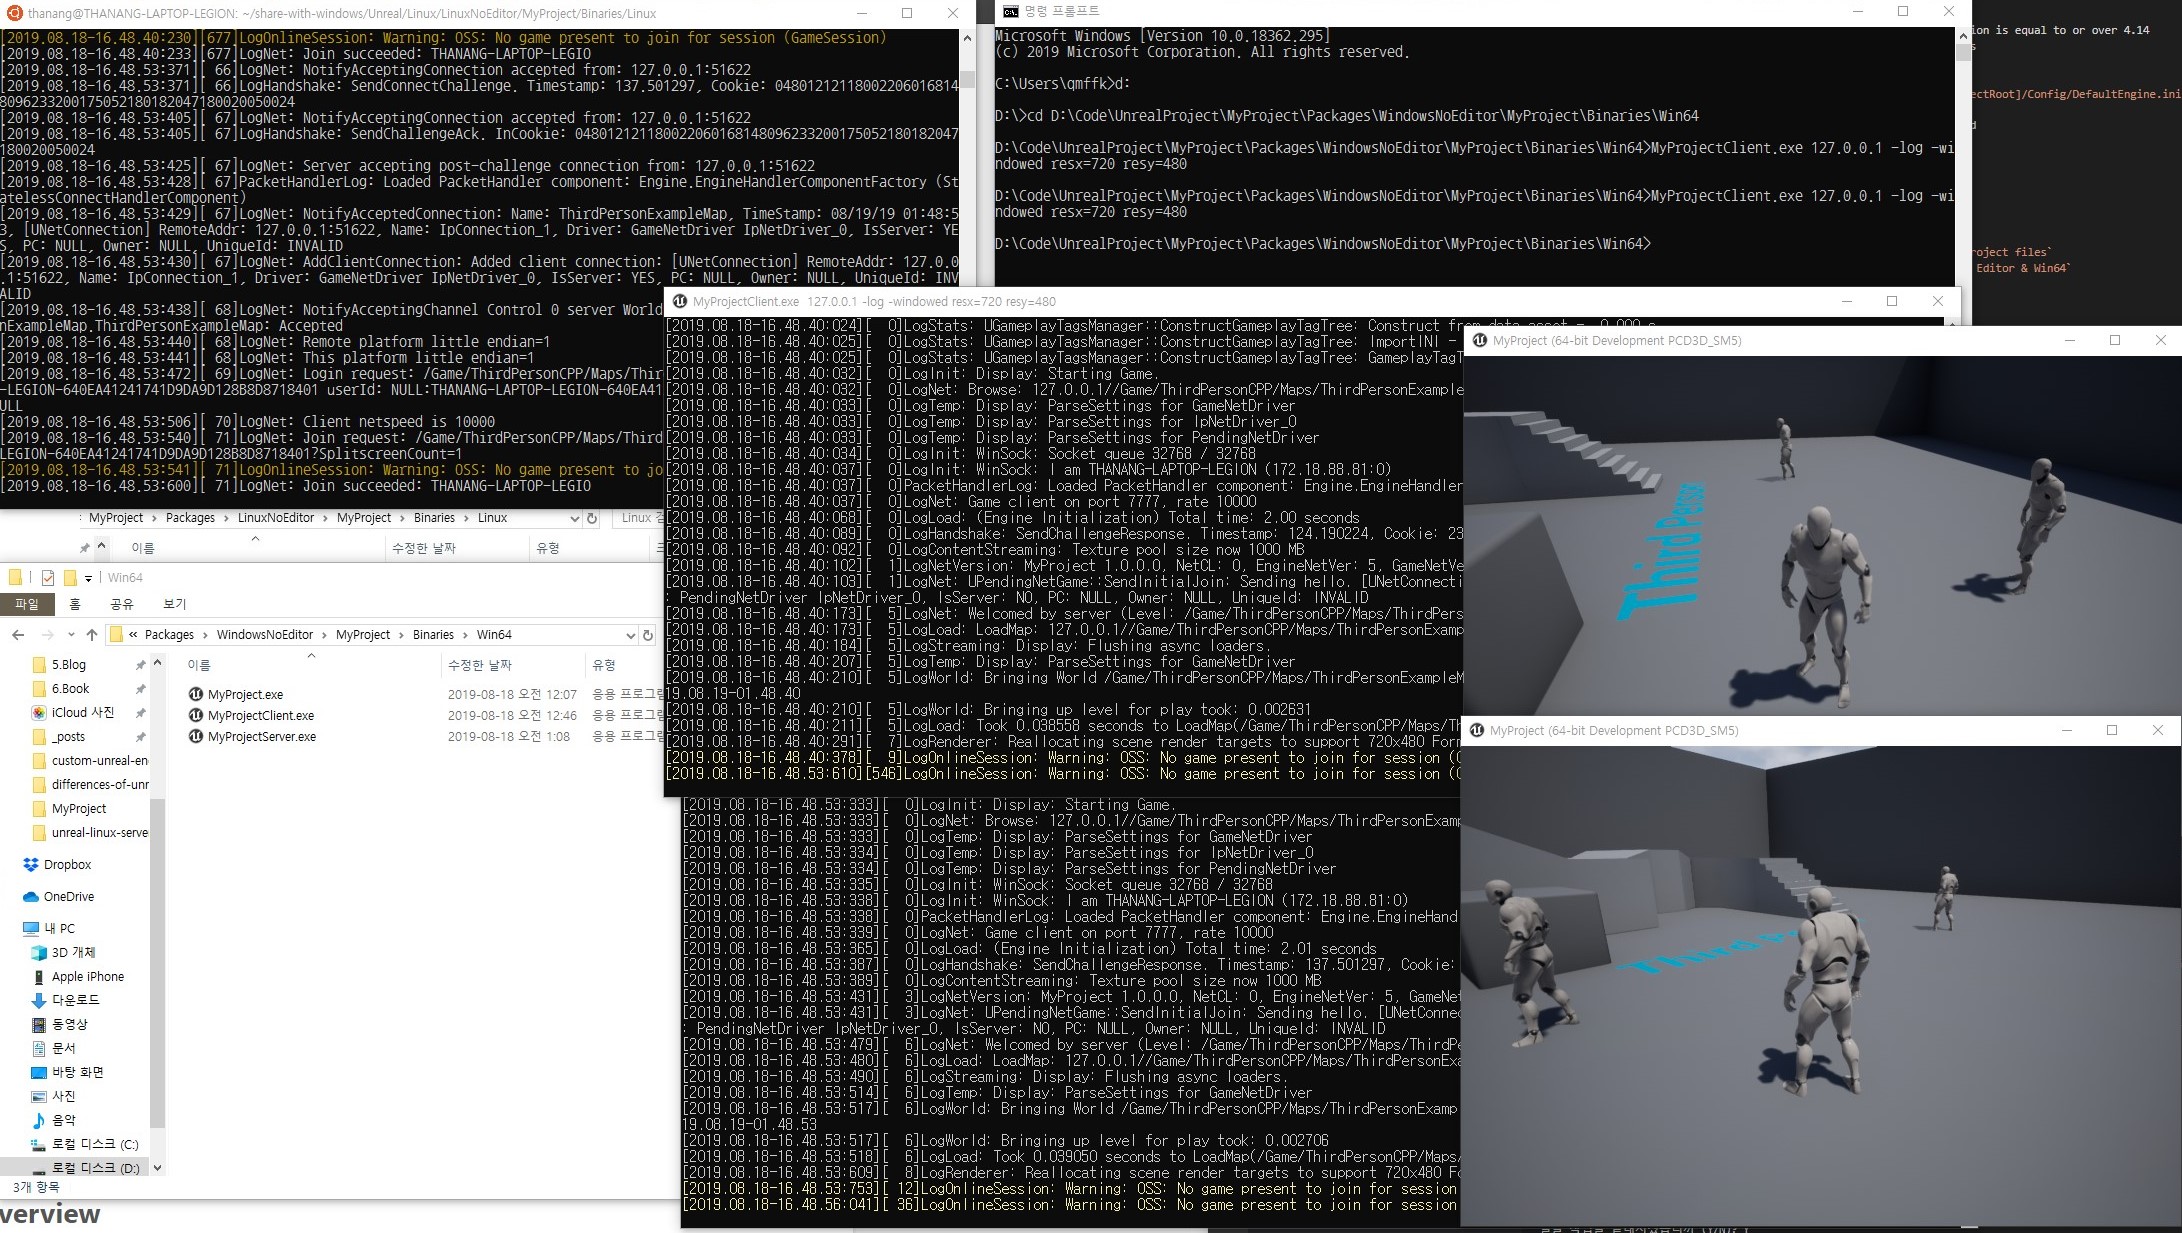 thanang@THANANG-LAPTOP-LEGION: ~/share-with-windows/Unreal/Linux/LinuxNoEditor/MyProject/Binaries/Linux
[2019.08.18-16.48.40:230][677]LogOnlineSession: Warning: OSS: No game present to join for session (GameSession)
[2019.08.18-16.48.40:233][677]LogNet: Join succeeded: THANANG-LAPTOP-LEGIO
[2019.08.18-16.48.53:371][ 66]LogNet: NotifyAcceptingConnection accepted from: 127.0.0.1:51622
[2019.08.18-16.48.53:371][ 66]LogHandshake: SendConnectChallenge. Timestamp: 137.501297, Cookie: 04801212118002206016814
809623320017505218018204718002005002​4
[2019.08.18-16.48.53:405][ 67]LogNet: NotifyAcceptingConnection accepted from: 127.0.0.1:51622
[2019.08.18-16.48.53:405][ 67]LogHandshake: SendChallengeAck. InCookie: 048012121180022060168148096233200175052180182047
180020050024
[2019.08.18-16.48.53:425][ 67]LogNet: Server accepting post-challenge connection from: 127.0.0.1:51622
[2019.08.18-16.48.53:428][ 67]PacketHandlerLog: Loaded PacketHandler component: Engine.EngineHandlerComponentFactory (St
atelessConnectHandlerComponent)
[2019.08.18-16.48.53:429][ 67]LogNet: NotifyAcceptedConnection: Name: ThirdPersonExampleMap, TimeStamp: 08/19/19 01:48:5
3, [UNetConnection] RemoteAddr: 127.0.0.1:51622, Name: IpConnection_1, Driver: GameNetDriver IpNetDriver_0, IsServer: YE
S, PC: NULL, Owner: NULL, UniqueId: INVALID
[2019.08.18-16.48.53:430][ 67]LogNet: AddClientConnection: Added client connection: [UNetConnection] RemoteAddr: 127.0.0
.1:51622, Name: IpConnection_1, Driver: GameNetDriver IpNetDriver_0, IsServer: YES, PC: NULL, Owner: NULL, UniqueId: INV
ALID
[2019.08.18-16.48.53:438][ 68]LogNet: NotifyAcceptingChannel Control 0 server World
nExampleMap.ThirdPersonExampleMap: Accepted
[2019.08.18-16.48.53:440][ 68]LogNet: Remote platform little endian=1
[2019.08.18-16.48.53:441][ 68]LogNet: This platform little endian=1
[2019.08.18-16.48.53:472][ 69]LogNet: Login request: /Game/ThirdPersonCPP/Maps/Thir
-LEGION-640EA41241741D9DA9D128B8D8718401 userId: NULL:THANANG-LAPTOP-LEGION-640EA41
ULL
[2019.08.18-16.48.53:506][ 70]LogNet: Client netspeed is 10000
[2019.08.18-16.48.53:540][ 71]LogNet: Join request: /Game/ThirdPersonCPP/Maps/Third
LEGION-640EA41241741D9DA9D128B8D8718401?SplitscreenCount=1
[2019.08.18-16.48.53:541][ 71]LogOnlineSession: Warning: OSS: No game present to jo
[2019.08.18-16.48.53:600][ 71]LogNet: Join succeeded: THANANG-LAPTOP-LEGIO
명령 프롬프트
Microsoft Windows [Version 10.0.18362.295]
(c) 2019 Microsoft Corporation. All rights reserved.
C:\Users\qmffk>d:
D:\>cd D:\Code\UnrealProject\MyProject\Packages\WindowsNoEditor\MyProject\Binaries\Win64
D:\Code\UnrealProject\MyProject\Packages\WindowsNoEditor\MyProject\Binaries\Win64>MyProjectClient.exe 127.0.0.1 -log -wi
ndowed resx=720 resy=480
D:\Code\UnrealProject\MyProject\Packages\WindowsNoEditor\MyProject\Binaries\Win64>MyProjectClient.exe 127.0.0.1 -log -wi
ndowed resx=720 resy=480
D:\Code\UnrealProject\MyProject\Packages\WindowsNoEditor\MyProject\Binaries\Win64>
ion is equal to or over 4.14
s
ectRoot]/Config/DefaultEngine.ini
d
roject files`
Editor & Win64`
MyProjectClient.exe 127.0.0.1 -log -windowed resx=720 resy=480
[2019.08.18-16.48.40:024][ 0]LogStats: UGameplayTagsManager::ConstructGameplayTagTree: Construct from data asset - 0.000 s
[2019.08.18-16.48.40:025][ 0]LogStats: UGameplayTagsManager::ConstructGameplayTagTree: ImportINI -
[2019.08.18-16.48.40:025][ 0]LogStats: UGameplayTagsManager::ConstructGameplayTagTree: GameplayTagT
[2019.08.18-16.48.40:032][ 0]LogInit: Display: Starting Game.
[2019.08.18-16.48.40:032][ 0]LogNet: Browse: 127.0.0.1//Game/ThirdPersonCPP/Maps/ThirdPersonExample
[2019.08.18-16.48.40:033][ 0]LogTemp: Display: ParseSettings for GameNetDriver
[2019.08.18-16.48.40:033][ 0]LogTemp: Display: ParseSettings for IpNetDriver_0
[2019.08.18-16.48.40:033][ 0]LogTemp: Display: ParseSettings for PendingNetDriver
[2019.08.18-16.48.40:034][ 0]LogInit: WinSock: Socket queue 32768 / 32768
[2019.08.18-16.48.40:037][ 0]LogInit: WinSock: I am THANANG-LAPTOP-LEGION (172.18.88.81:0)
[2019.08.18-16.48.40:037][ 0]PacketHandlerLog: Loaded PacketHandler component: Engine.EngineHandler
[2019.08.18-16.48.40:037][ 0]LogNet: Game client on port 7777, rate 10000
[2019.08.18-16.48.40:068][ 0]LogLoad: (Engine Initialization) Total time: 2.00 seconds
[2019.08.18-16.48.40:089][ 0]LogHandshake: SendChallengeResponse. Timestamp: 124.190224, Cookie: 23
[2019.08.18-16.48.40:092][ 0]LogContentStreaming: Texture pool size now 1000 MB
[2019.08.18-16.48.40:102][ 1]LogNetVersion: MyProject 1.0.0.0, NetCL: 0, EngineNetVer: 5, GameNetVe
[2019.08.18-16.48.40:103][ 1]LogNet: UPendingNetGame::SendInitialJoin: Sending hello. [UNetConnecti
: PendingNetDriver IpNetDriver_0, IsServer: NO, PC: NULL, Owner: NULL, UniqueId: INVALID
[2019.08.18-16.48.40:173][ 5]LogNet: Welcomed by server (Level: /Game/ThirdPersonCPP/Maps/ThirdPers
[2019.08.18-16.48.40:173][ 5]LogLoad: LoadMap: 127.0.0.1//Game/ThirdPersonCPP/Maps/ThirdPersonExamp
[2019.08.18-16.48.40:184][ 5]LogStreaming: Display: Flushing async loaders.
[2019.08.18-16.48.40:207][ 5]LogTemp: Display: ParseSettings for GameNetDriver
[2019.08.18-16.48.40:210][ 5]LogWorld: Bringing World /Game/ThirdPersonCPP/Maps/ThirdPersonExampleM
19.08.19-01.48.40
[2019.08.18-16.48.40:210][ 5]LogWorld: Bringing up level for play took: 0.002631
[2019.08.18-16.48.40:211][ 5]LogLoad: Took 0.038558 seconds to LoadMap(/Game/ThirdPersonCPP/Maps/Th
[2019.08.18-16.48.40:291][ 7]LogRenderer: Reallocating scene render targets to support 720x480 Form
[2019.08.18-16.48.40:378][ 9]LogOnlineSession: Warning: OSS: No game present to join for session (G
[2019.08.18-16.48.53:610][546]LogOnlineSession: Warning: OSS: No game present to join for session (G
[2019.08.18-16.48.53:333][ 0]LogInit: Display: Starting Game.
[2019.08.18-16.48.53:333][ 0]LogNet: Browse: 127.0.0.1//Game/ThirdPersonCPP/Maps/ThirdPersonExamp
[2019.08.18-16.48.53:333][ 0]LogTemp: Display: ParseSettings for GameNetDriver
[2019.08.18-16.48.53:334][ 0]LogTemp: Display: ParseSettings for IpNetDriver_0
[2019.08.18-16.48.53:334][ 0]LogTemp: Display: ParseSettings for PendingNetDriver
[2019.08.18-16.48.53:335][ 0]LogInit: WinSock: Socket queue 32768 / 32768
[2019.08.18-16.48.53:338][ 0]LogInit: WinSock: I am THANANG-LAPTOP-LEGION (172.18.88.81:0)
[2019.08.18-16.48.53:338][ 0]PacketHandlerLog: Loaded PacketHandler component: Engine.EngineHand
[2019.08.18-16.48.53:339][ 0]LogNet: Game client on port 7777, rate 10000
[2019.08.18-16.48.53:365][ 0]LogLoad: (Engine Initialization) Total time: 2.01 seconds
[2019.08.18-16.48.53:387][ 0]LogHandshake: SendChallengeResponse. Timestamp: 137.501297, Cookie:
[2019.08.18-16.48.53:389][ 0]LogContentStreaming: Texture pool size now 1000 MB
[2019.08.18-16.48.53:431][ 3]LogNetVersion: MyProject 1.0.0.0, NetCL: 0, EngineNetVer: 5, GameNet
[2019.08.18-16.48.53:431][ 3]LogNet: UPendingNetGame::SendInitialJoin: Sending hello. [UNetConnec
: PendingNetDriver IpNetDriver_0, IsServer: NO, PC: NULL, Owner: NULL, UniqueId: INVALID
[2019.08.18-16.48.53:479][ 6]LogNet: Welcomed by server (Level: /Game/ThirdPersonCPP/Maps/ThirdPe
[2019.08.18-16.48.53:480][ 6]LogLoad: LoadMap: 127.0.0.1//Game/ThirdPersonCPP/Maps/ThirdPersonExa
[2019.08.18-16.48.53:490][ 6]LogStreaming: Display: Flushing async loaders.
[2019.08.18-16.48.53:514][ 6]LogTemp: Display: ParseSettings for GameNetDriver
[2019.08.18-16.48.53:517][ 6]LogWorld: Bringing World /Game/ThirdPersonCPP/Maps/ThirdPersonExamp
19.08.19-01.48.53
[2019.08.18-16.48.53:517][ 6]LogWorld: Bringing up level for play took: 0.002706
[2019.08.18-16.48.53:518][ 6]LogLoad: Took 0.039050 seconds to LoadMap(/Game/ThirdPersonCPP/Maps/
[2019.08.18-16.48.53:609][ 8]LogRenderer: Reallocating scene render targets to support 720x480 Fo
[2019.08.18-16.48.53:753][ 12]LogOnlineSession: Warning: OSS: No game present to join for session
[2019.08.18-16.48.56:041][ 36]LogOnlineSession: Warning: OSS: No game present to join for session
MyProject (64-bit Development PCD3D_SM5)
ThirdPerso
MyProject (64-bit Development PCD3D_SM5)
MyProject > Packages > LinuxNoEditor > MyProject > Binaries > Linux
Linux
이름 수정한 날짜 유형
Win64
파일 홈 공유 보기
« Packages > WindowsNoEditor > MyProject > Binaries > Win64
이름 수정한 날짜 유형
MyProject.exe 2019-08-18 오전 12:07 응용 프로그램
MyProjectClient.exe 2019-08-18 오전 12:46 응용 프로그램
MyProjectServer.exe 2019-08-18 오전 1:08 응용 프로그램
5.Blog
6.Book
iCloud 사진
_posts
custom-unreal-en
differences-of-unr
MyProject
unreal-linux-serve
Dropbox
OneDrive
내 PC
3D 개체
Apple iPhone
다운로드
동영상
문서
바탕 화면
사진
음악
로컬 디스크 (C:)
로컬 디스크 (D:)
3개 항목
verview